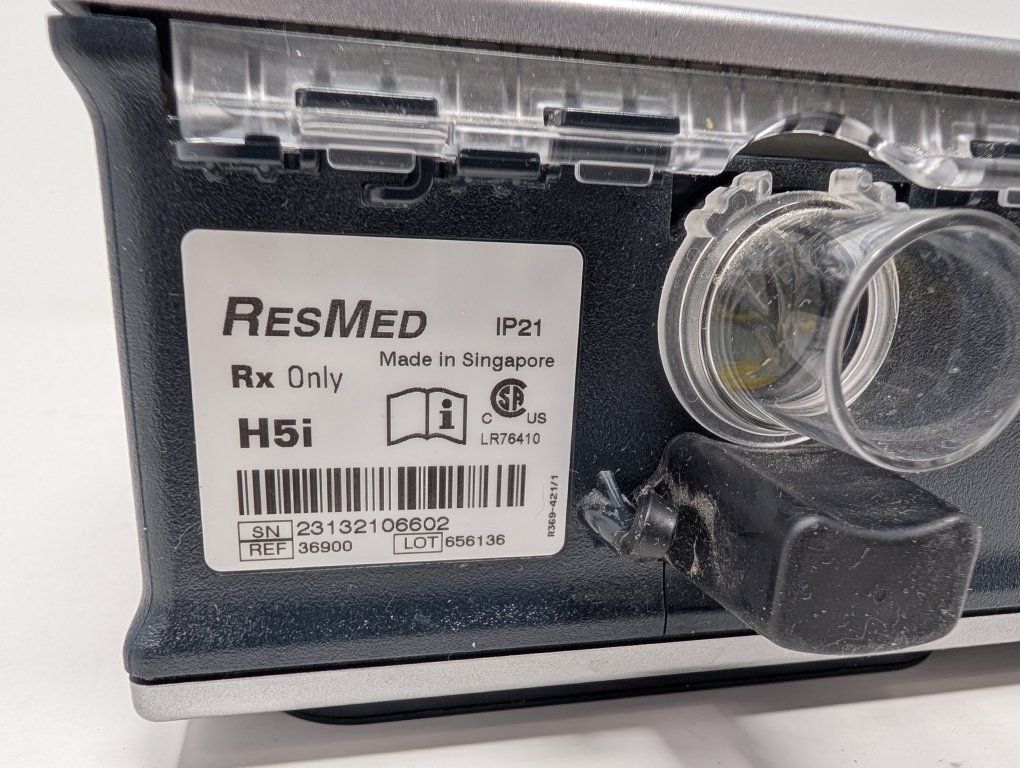 RESMED
IP21
Made in Singapore
Rx Only
H5i
i
SA
C US
LR76410
R369-421/1
SN 23132106602
REF 36900 LOT 656136